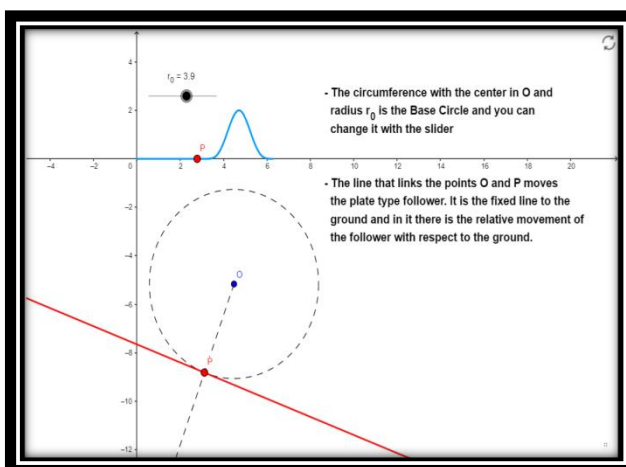 4
r0 = 3.9
- The circumference with the center in O and
radius r0 is the Base Circle and you can
change it with the slider
2
P
−4 −2 0 2 4 6 8 10 12 14 16 18 20
- The line that links the points O and P moves
the plate type follower. It is the fixed line to the
ground and in it there is the relative movement of
the follower with respect to the ground.
−2
−4
O
−6
−8
P
−10
−12